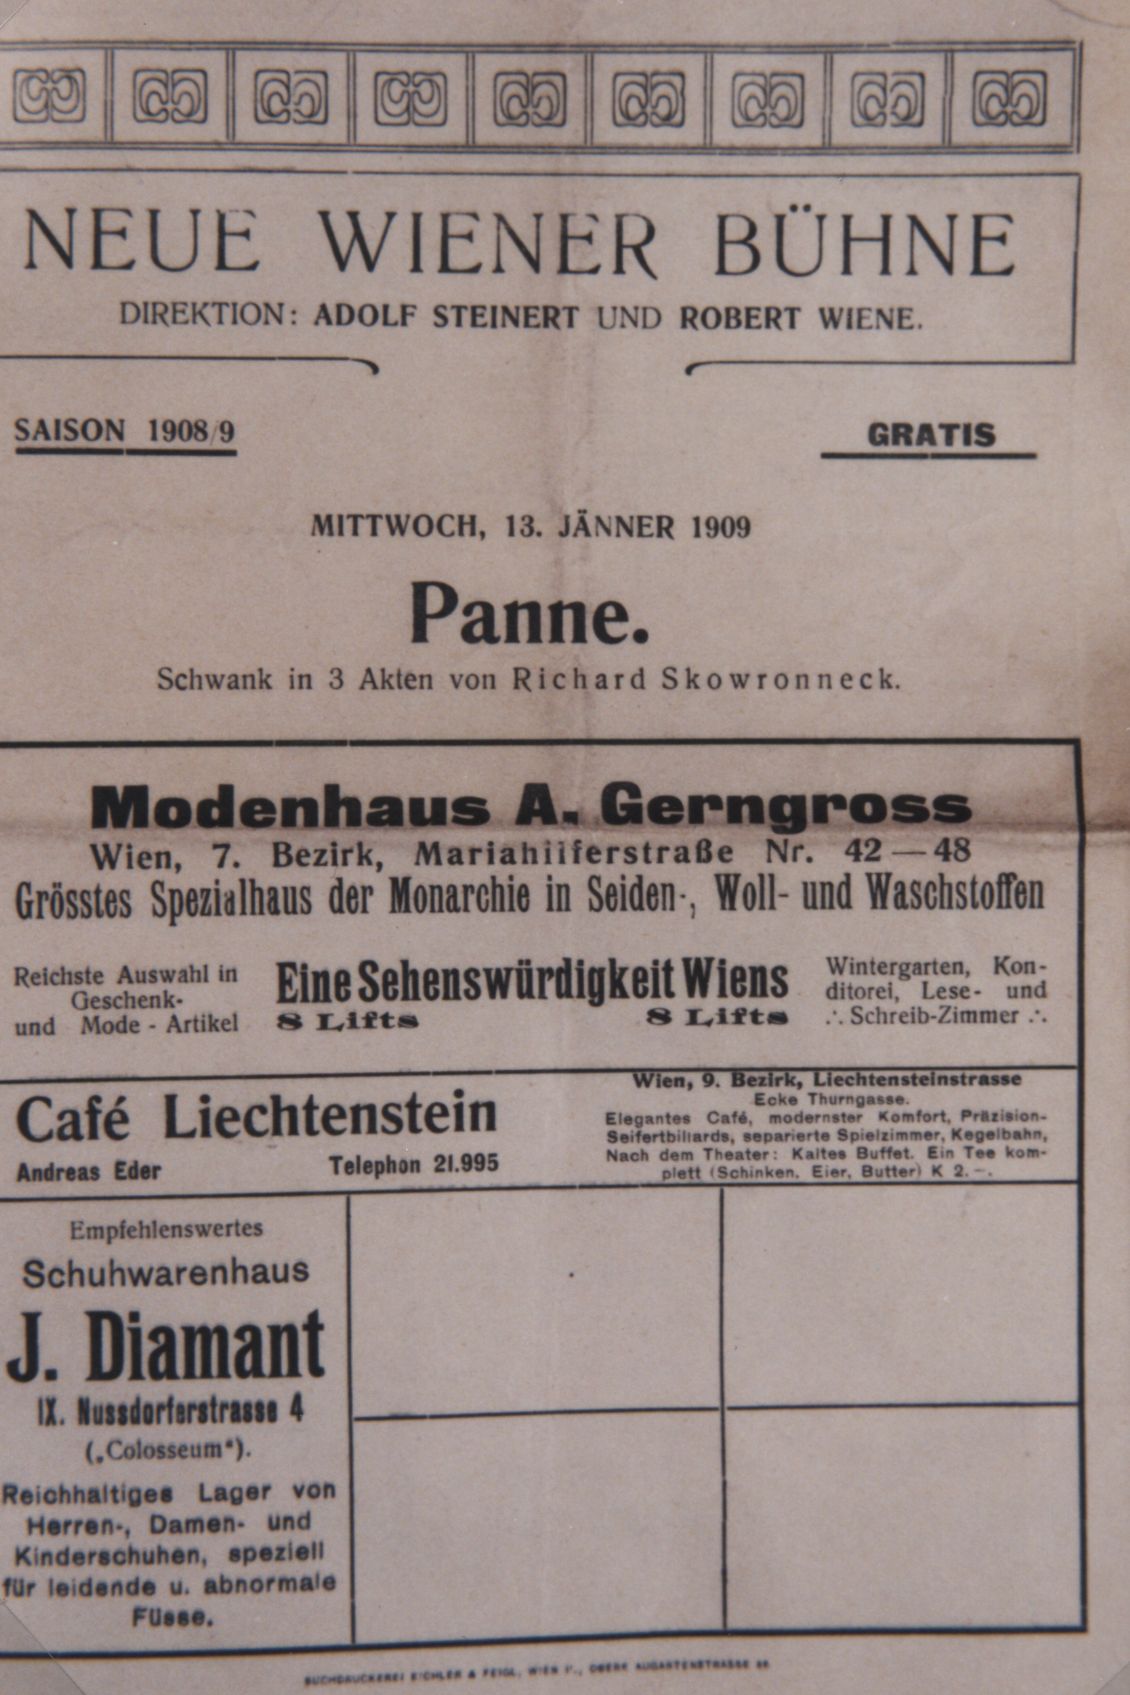 NEUE WIENER BÜHNE
DIREKTION: ADOLF STEINERT UND ROBERT WIENE.
SAISON 1908/9
GRATIS
MITTWOCH, 13. JÄNNER 1909
Panne.
Schwank in 3 Akten von Richard Skowronneck.
Modenhaus A. Gerngross
Wien, 7. Bezirk, Mariahilferstraße Nr. 42—48
Grösstes Spezialhaus der Monarchie in Seiden-, Woll- und Waschstoffen
Reichste Auswahl in
Geschenk-
und Mode - Artikel
Eine Sehenswürdigkeit Wiens
8 Lifts 8 Lifts
Wintergarten, Kon-
ditorei, Lese- und
∴ Schreib-Zimmer ∴
Café Liechtenstein
Andreas Eder Telephon 21.995
Wien, 9. Bezirk, Liechtensteinstrasse
Ecke Thurngasse.
Elegantes Café, modernster Komfort, Präzision-
Seifertbillards, separierte Spielzimmer, Kegelbahn,
Nach dem Theater: Kaltes Buffet. Ein Tee kom-
plett (Schinken, Eier, Butter) K 2.—.
Empfehlenswertes
Schuhwarenhaus
J. Diamant
IX. Nussdorferstrasse 4
(„Colosseum“).
Reichhaltiges Lager von
Herren-, Damen- und
Kinderschuhen, speziell
für leidende u. abnormale
Füsse.
BUCHDRUCKEREI EICHLER & FEIGL, WIEN OBERE AUGARTENSTRASSE